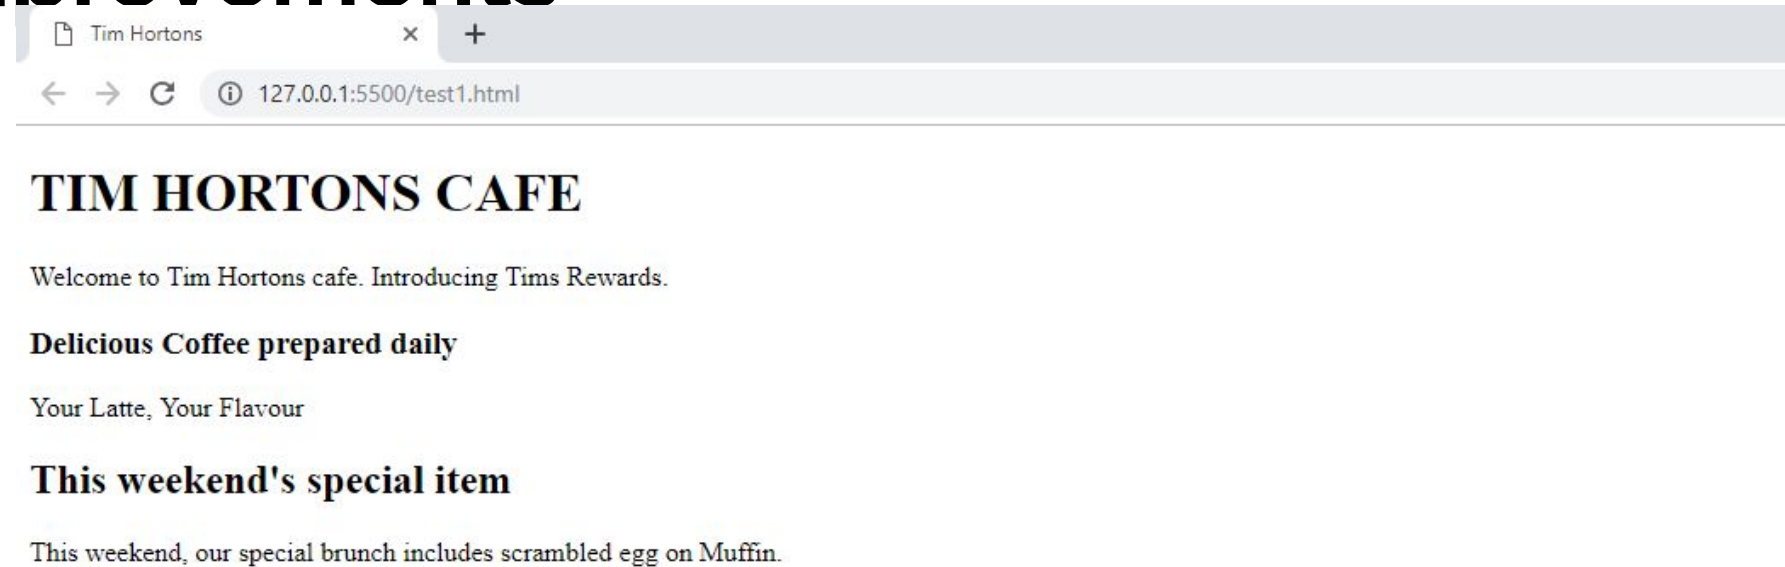 Tim Hortons
127.0.0.1:5500/test1.html
TIM HORTONS CAFE
Welcome to Tim Hortons cafe. Introducing Tims Rewards.
Delicious Coffee prepared daily
Your Latte, Your Flavour
This weekend's special item
This weekend, our special brunch includes scrambled egg on Muffin.